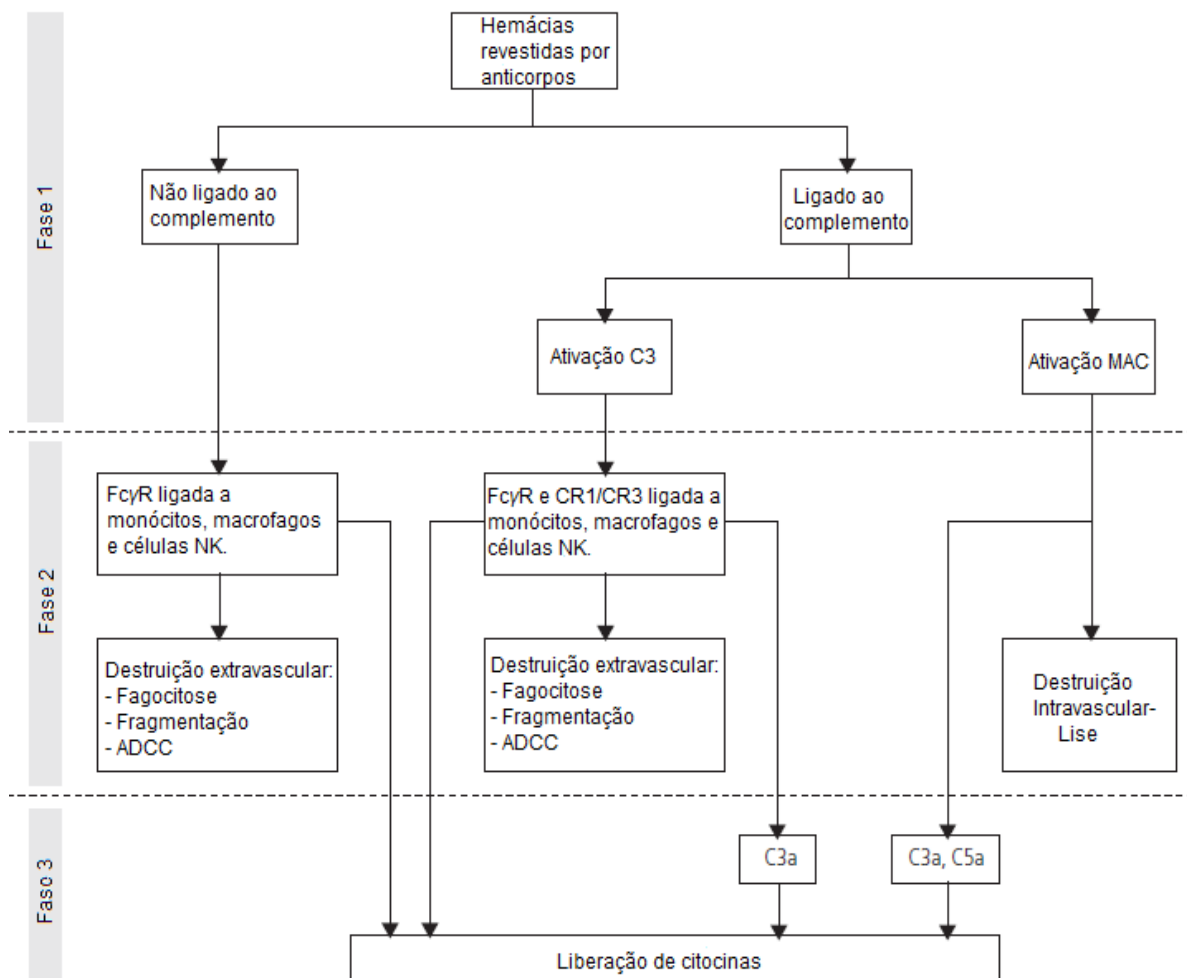 Hemácias
revestidas por
anticorpos
Fase 1
Não ligado ao
complemento
Ligado ao
complemento
Ativação C3
Ativação MAC
Fase 2
FcγR ligada a
monócitos, macrofagos
e células NK.
FcγR e CR1/CR3 ligada a
monócitos, macrofagos e
células NK.
Destruição extravascular:
- Fagocitose
- Fragmentação
- ADCC
Destruição extravascular:
- Fagocitose
- Fragmentação
- ADCC
Destruição
Intravascular-
Lise
Faso 3
C3a
C3a, C5a
Liberação de citocinas